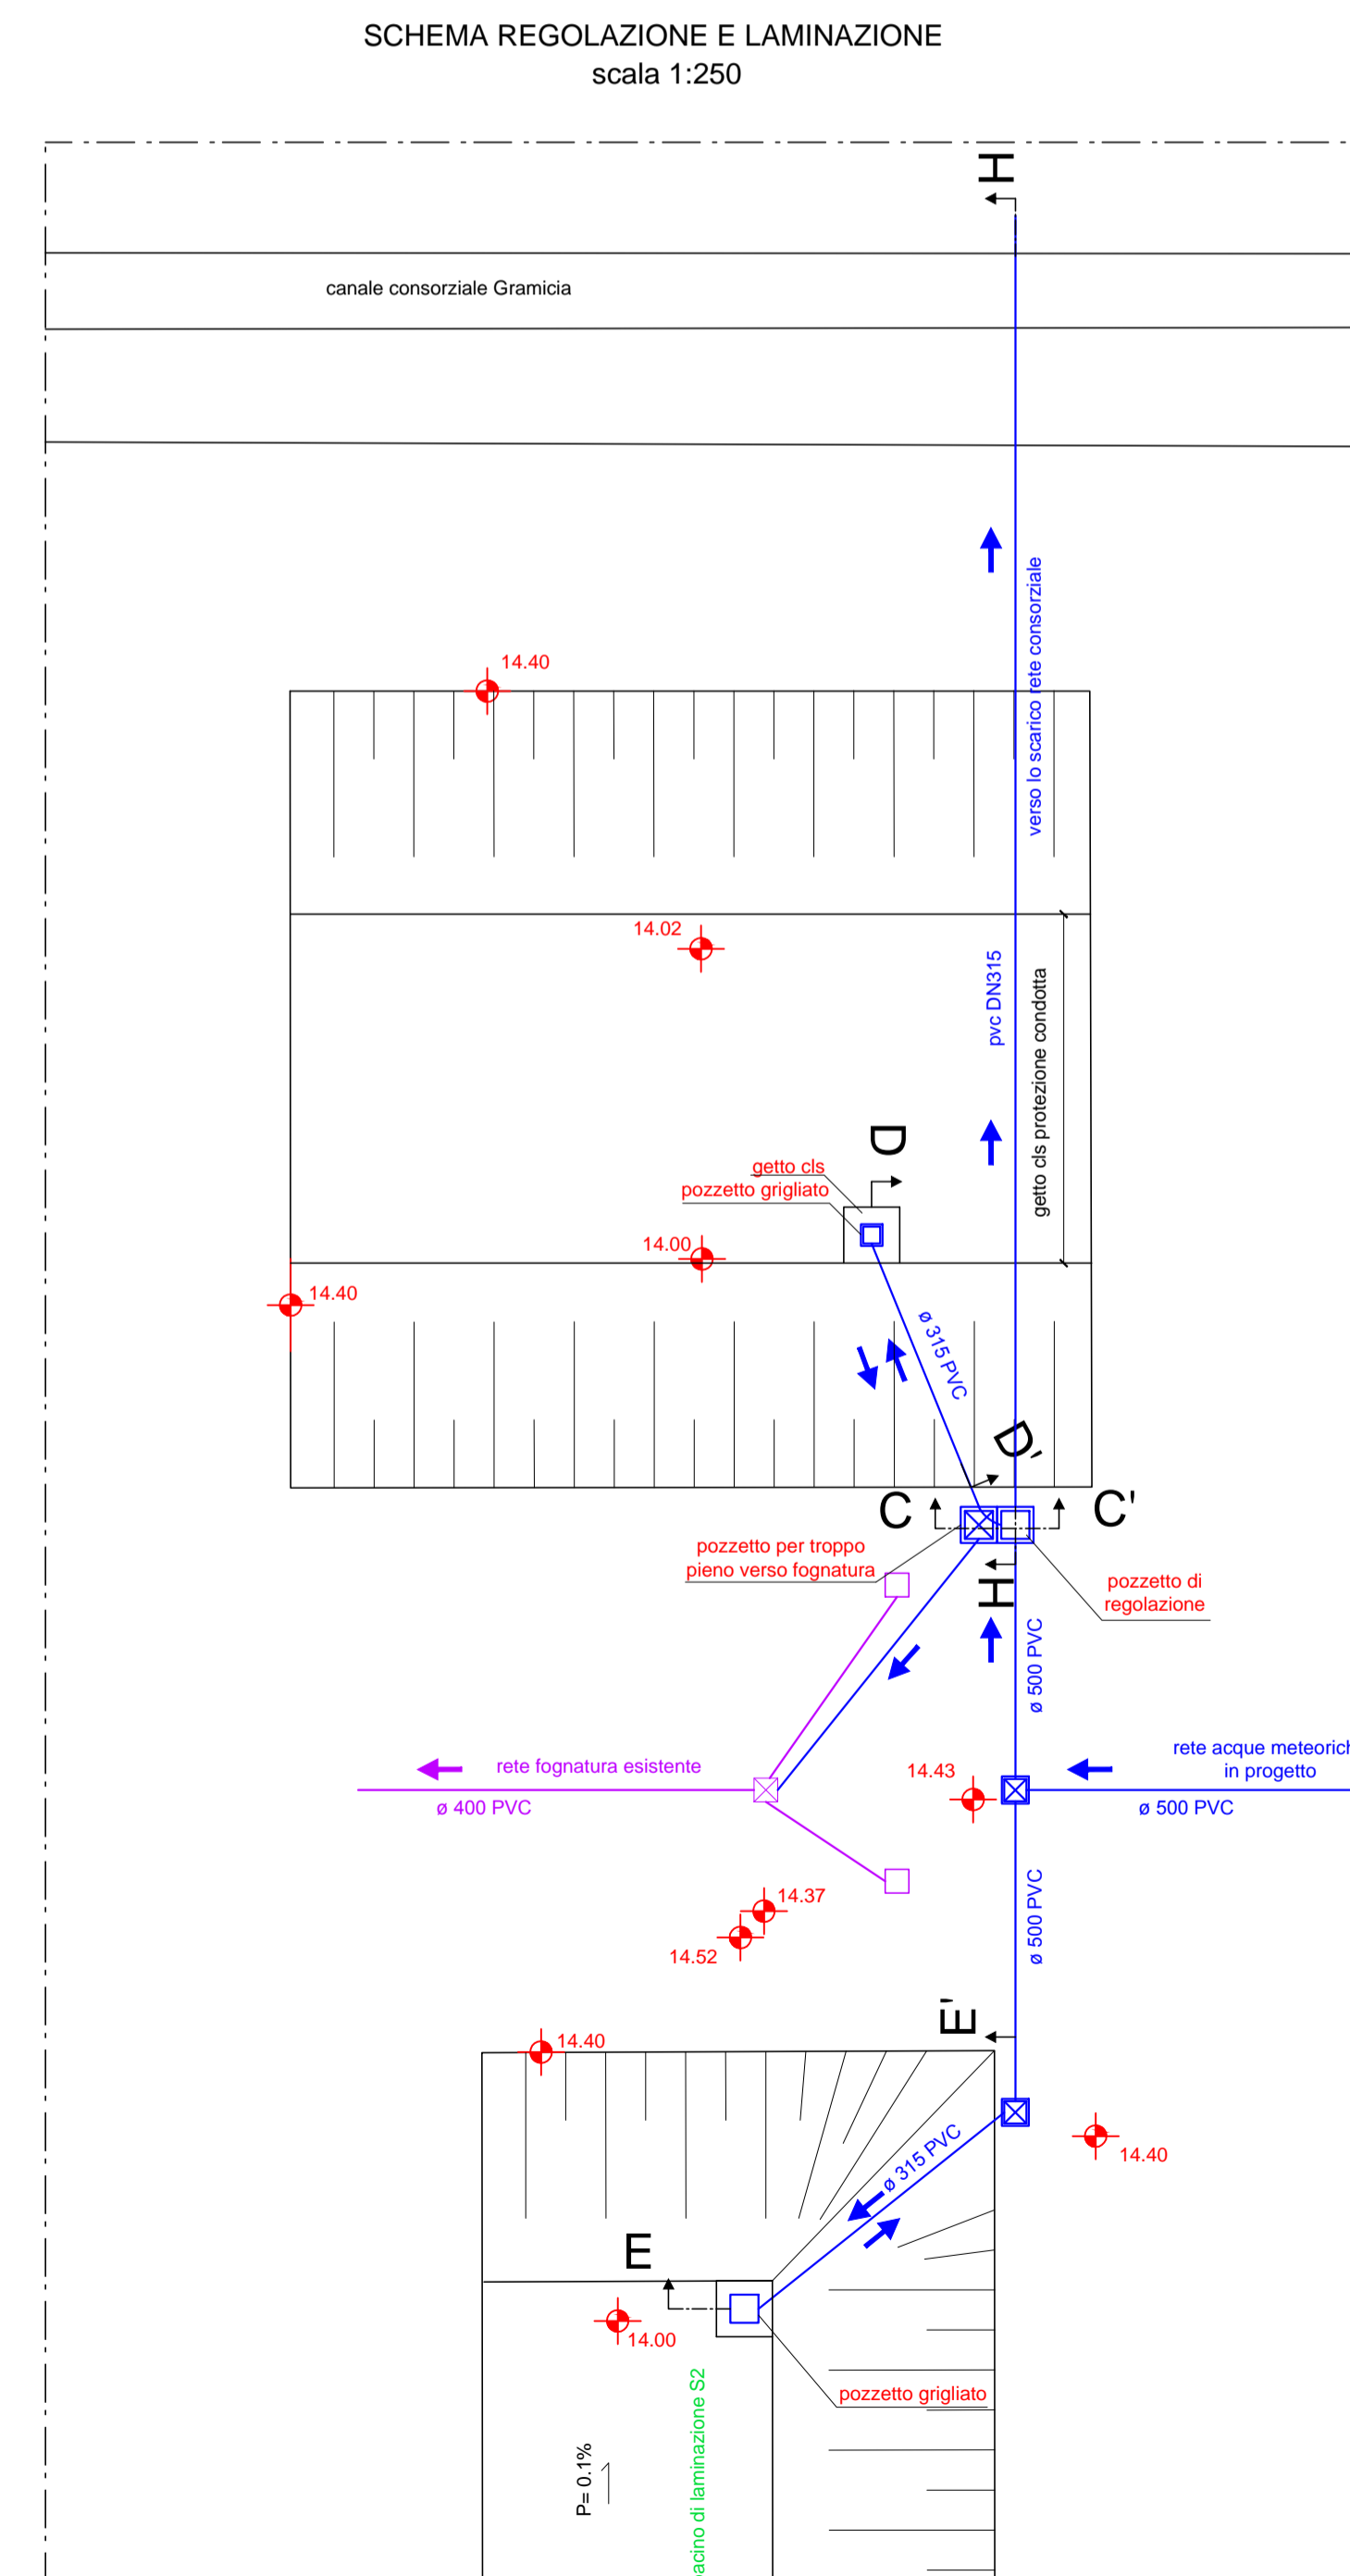 SCHEMA REGOLAZIONE E LAMINAZIONE
scala 1:250
H
canale consorziale Gramicia
verso lo scarico rete consorziale
14.40
14.02
pvc DN315
getto cls protezione condotta
D
getto cls
pozzetto grigliato
14.00
14.40
ø 315 PVC
D'
C
C'
pozzetto per troppo
pieno verso fognatura
H
pozzetto di
regolazione
ø 500 PVC
rete fognatura esistente
ø 400 PVC
14.43
rete acque meteorich
in progetto
ø 500 PVC
ø 500 PVC
14.37
14.52
E'
14.40
14.40
ø 315 PVC
E
14.00
pozzetto grigliato
acino di laminazione S2
P= 0.1%